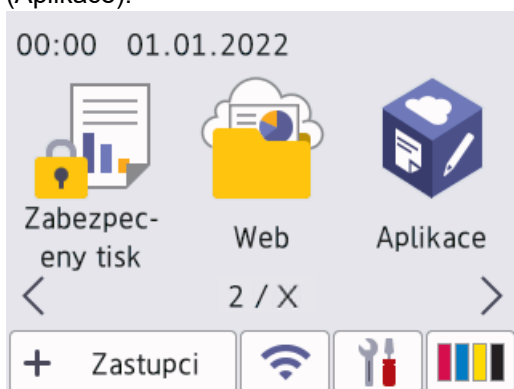 (Aplikace).
00:00 01.01.2022
Zabezpec-
eny tisk
Web
Aplikace
2 / X
+ Zastupci